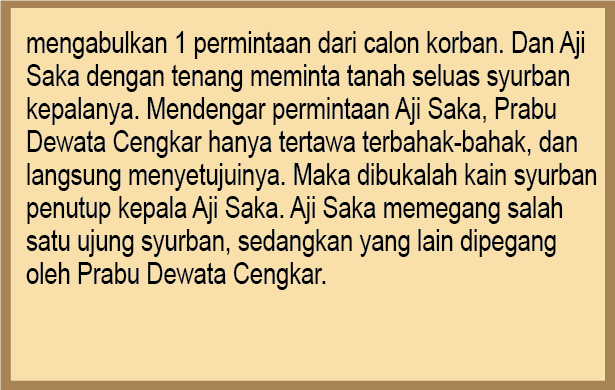 mengabulkan 1 permintaan dari calon korban. Dan Aji
Saka dengan tenang meminta tanah seluas syurban
kepalanya. Mendengar permintaan Aji Saka, Prabu
Dewata Cengkar hanya tertawa terbahak-bahak, dan
langsung menyetujuinya. Maka dibukalah kain syurban
penutup kepala Aji Saka. Aji Saka memegang salah
satu ujung syurban, sedangkan yang lain dipegang
oleh Prabu Dewata Cengkar.